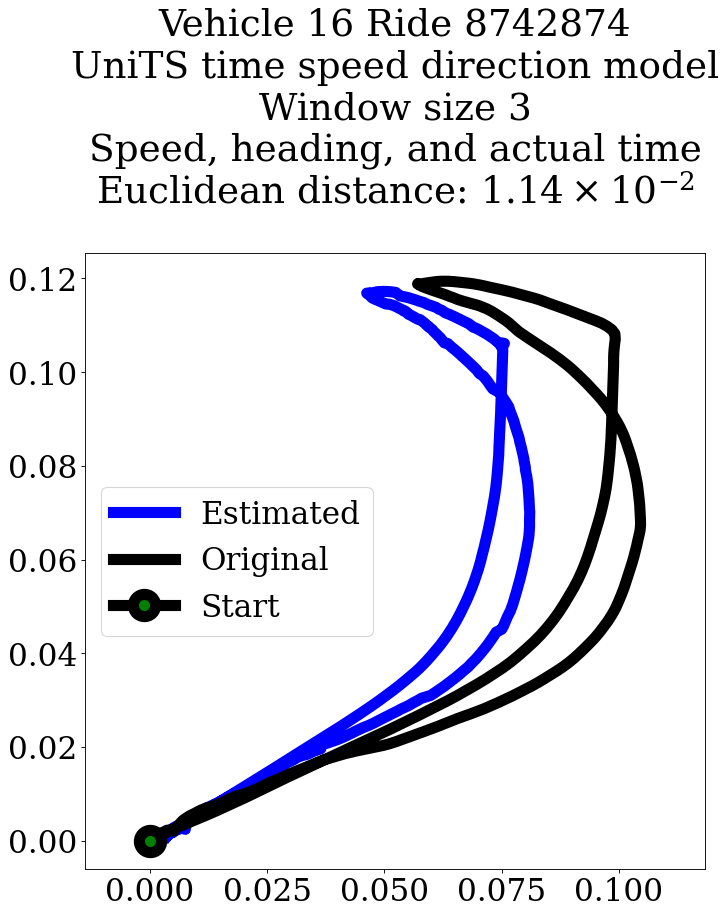 Vehicle 16 Ride 8742874
UniTS time speed direction model
Window size 3
Speed, heading, and actual time
Euclidean distance: 1.14 × 10⁻²
0.12
0.10
0.08
0.06
0.04
0.02
0.00
Estimated
Original
Start
0.000 0.025 0.050 0.075 0.100